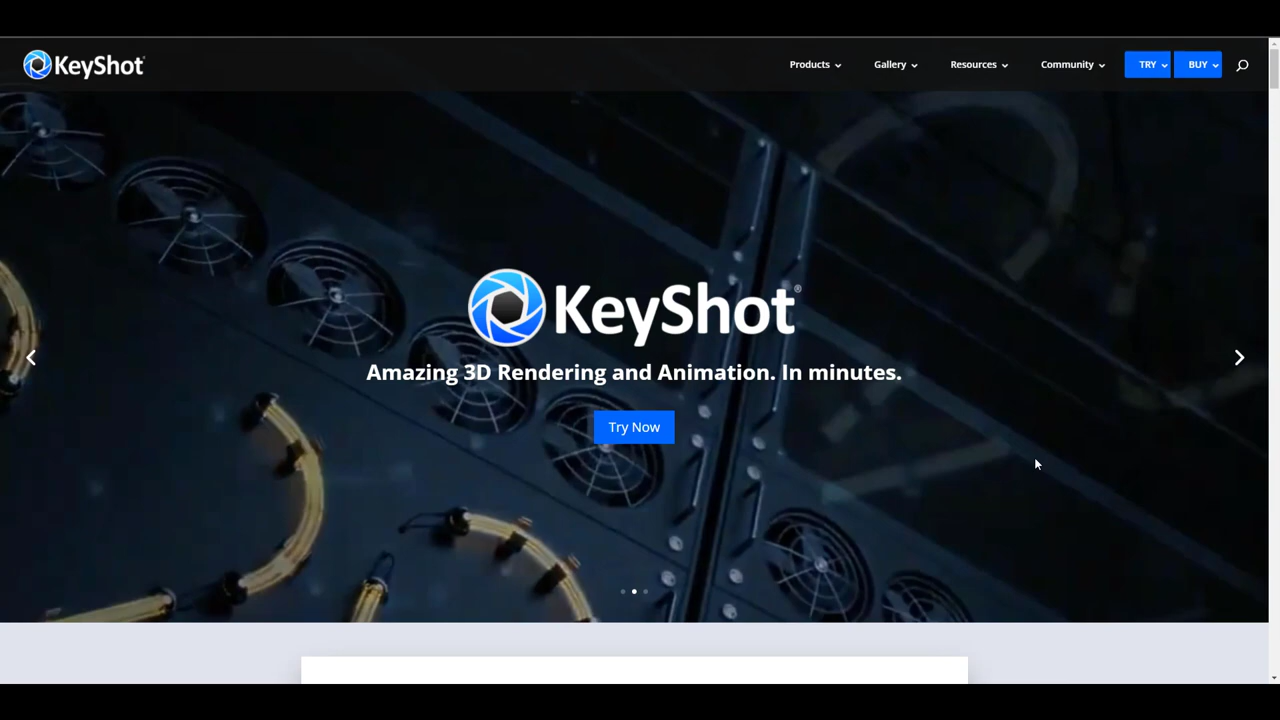 KeyShot®
Products
Gallery
Resources
Community
TRY
BUY
KeyShot®
Amazing 3D Rendering and Animation. In minutes.
Try Now